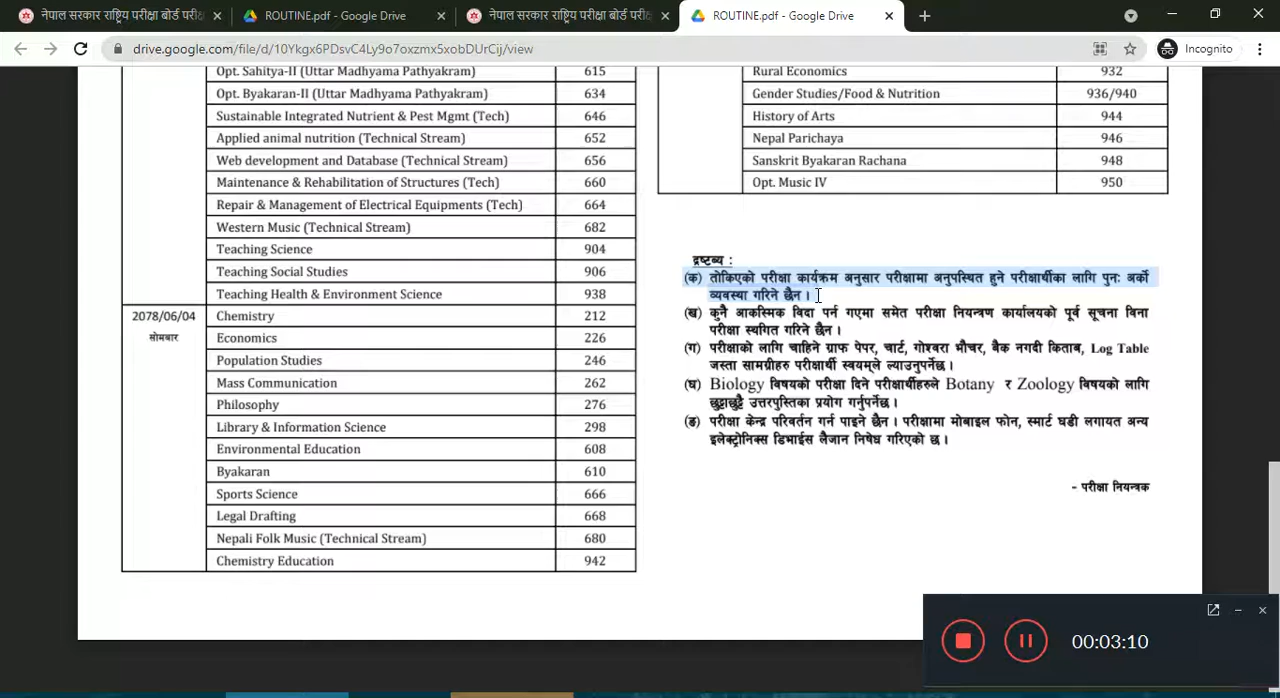 नेपाल सरकार राष्ट्रिय परीक्षा बोर्ड परी
ROUTINE.pdf - Google Drive
नेपाल सरकार राष्ट्रिय परीक्षा बोर्ड परी
ROUTINE.pdf - Google Drive
drive.google.com/file/d/10Ykgx6PDsvC4Ly9o7oxzmx5xobDUrCij/view
Incognito
Opt. Sahitya-II (Uttar Madhyama Pathyakram) 615
Opt. Byakaran-II (Uttar Madhyama Pathyakram) 634
Sustainable Integrated Nutrient & Pest Mgmt (Tech) 646
Applied animal nutrition (Technical Stream) 652
Web development and Database (Technical Stream) 656
Maintenance & Rehabilitation of Structures (Tech) 660
Repair & Management of Electrical Equipments (Tech) 664
Western Music (Technical Stream) 682
Teaching Science 904
Teaching Social Studies 906
Teaching Health & Environment Science 938
2078/06/04 Chemistry 212
सोमबार Economics 226
Population Studies 246
Mass Communication 262
Philosophy 276
Library & Information Science 298
Environmental Education 608
Byakaran 610
Sports Science 666
Legal Drafting 668
Nepali Folk Music (Technical Stream) 680
Chemistry Education 942
Rural Economics 932
Gender Studies/Food & Nutrition 936/940
History of Arts 944
Nepal Parichaya 946
Sanskrit Byakaran Rachana 948
Opt. Music IV 950
द्रष्टब्य :
(क) तोकिएको परीक्षा कार्यक्रम अनुसार परीक्षामा अनुपस्थित हुने परीक्षार्थीका लागि पुनः अर्को
व्यवस्था गरिने छैन ।
(ख) कुनै आकस्मिक विदा पर्न गएमा समेत परीक्षा नियन्त्रण कार्यालयको पूर्व सूचना विना
परीक्षा स्थगित गरिने छैन ।
(ग) परीक्षाको लागि चाहिने ग्राफ पेपर, चार्ट, गोश्वरा भौचर, बैक नगदी किताब, Log Table
जस्ता सामग्रीहरु परीक्षार्थी स्वयम्ले ल्याउनुपर्नेछ ।
(घ) Biology विषयको परीक्षा दिने परीक्षार्थीहरुले Botany र Zoology विषयको लागि
छुट्टाछुट्टै उत्तरपुस्तिका प्रयोग गर्नुपर्नेछ ।
(ङ) परीक्षा केन्द्र परिवर्तन गर्न पाइने छैन । परीक्षामा मोबाइल फोन, स्मार्ट घडी लगायत अन्य
इलेक्ट्रोनिक्स डिभाईस लैजान निषेध गरिएको छ ।
- परीक्षा नियन्त्रक
00:03:10